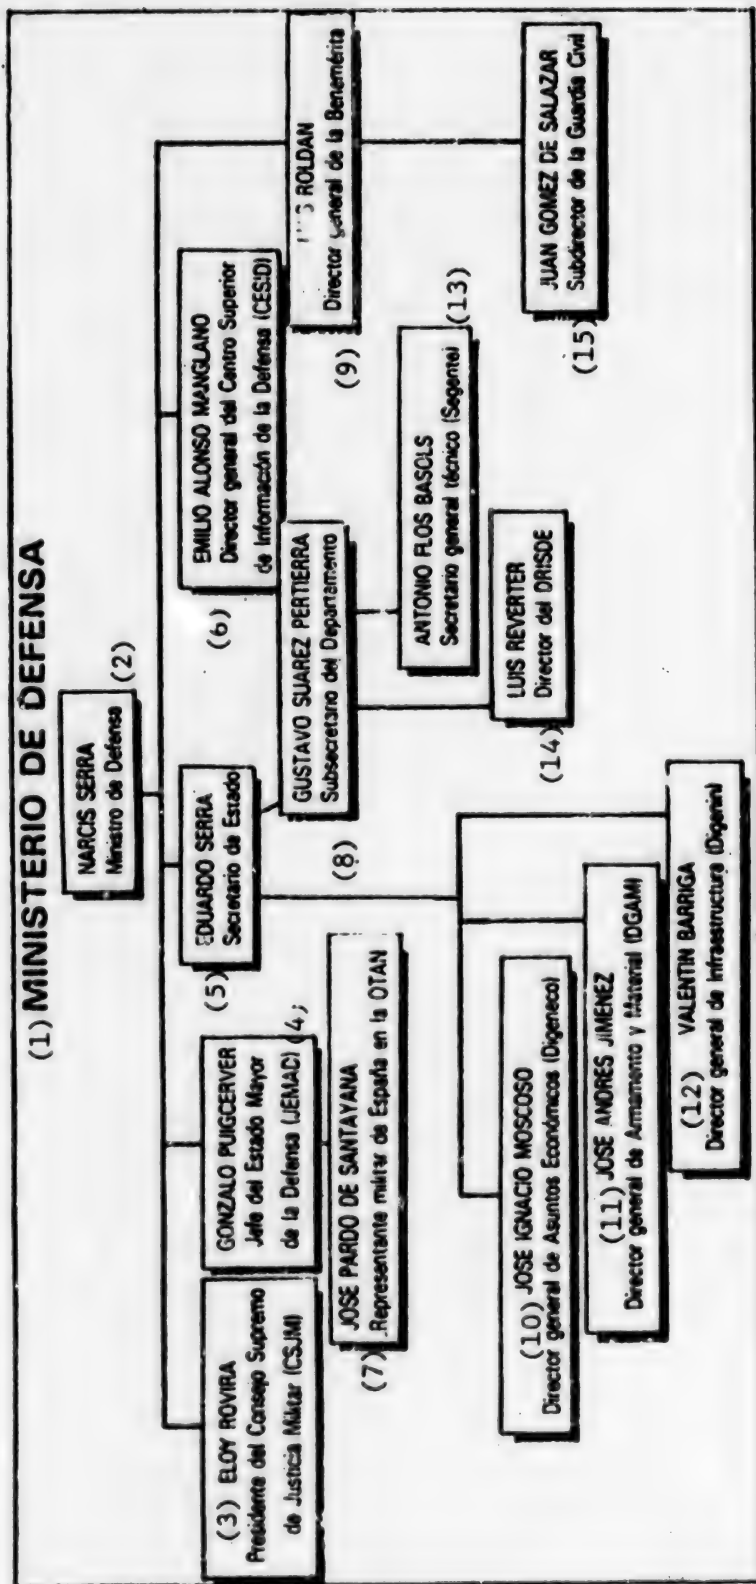 (1) MINISTERIO DE DEFENSA
NARCIS SERRA
Ministro de Defensa
(2)
(3) ELOY ROVIRA
Presidente del Consejo Supremo
de Justicia Militar (CSJM)
GONZALO PUIGCERVER
Jefe del Estado Mayor
de la Defensa (JEMAD)
(4;
(5)
EDUARDO SERRA
Secretario de Estado
(6)
EMILIO ALONSO MANGLANO
Director general del Centro Superior
de Información de la Defensa (CESID)
(7)
JOSE PARDO DE SANTAYANA
Representante militar de España en la OTAN
(8)
GUSTAVO SUAREZ PERTIERRA
Subsecretario del Departamento
(9)
ROLDAN
Director general de la Benemérita
(10) JOSE IGNACIO MOSCOSO
Director general de Asuntos Económicos (Digeneco)
(11) JOSE ANDRES JIMENEZ
Director general de Armamento y Material (DGAM)
(12) VALENTIN BARRIGA
Director general de Infraestructura (Digenin)
ANTONIO FLOS BASOLS
Secretario general técnico (Segente)
(13)
(14)
LUIS REVERTER
Director del DRISDE
(15)
JUAN GOMEZ DE SALAZAR
Subdirector de la Guardia Civil